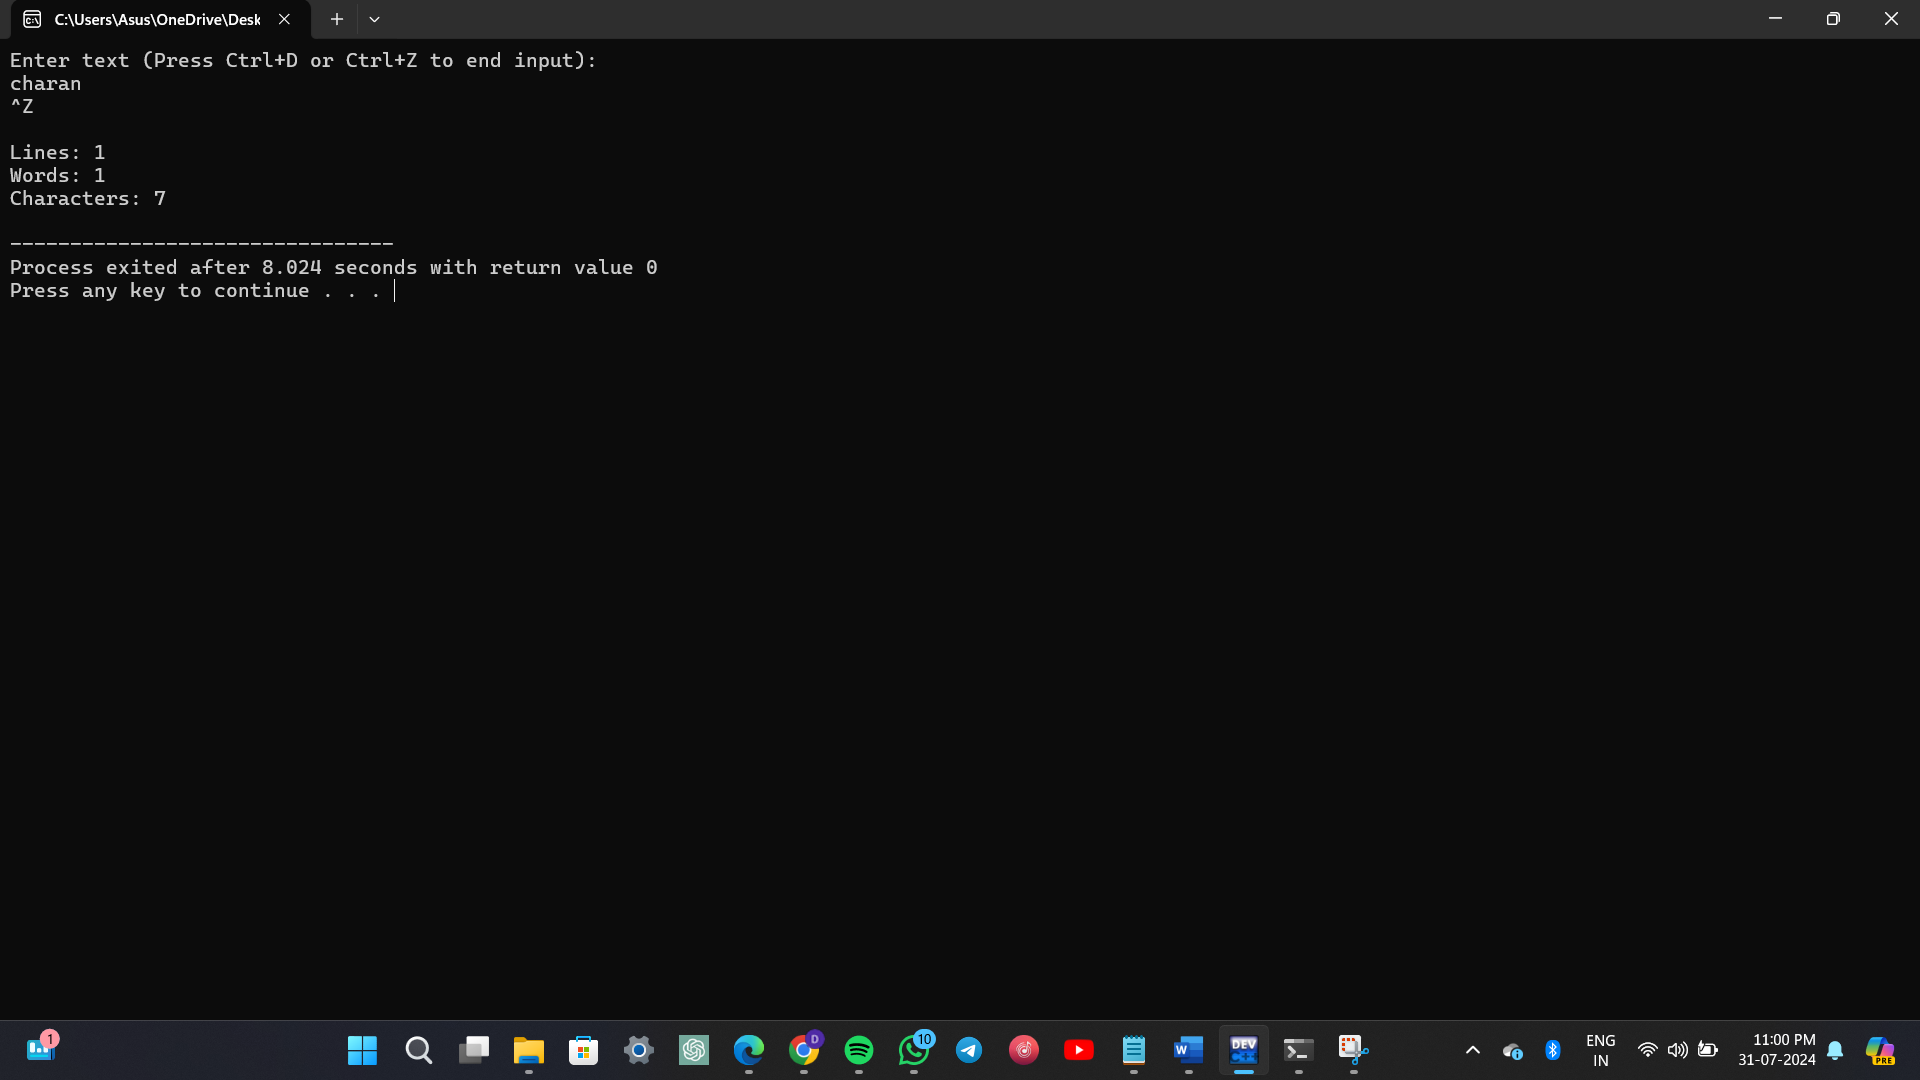 C:\Users\Asus\OneDrive\Desk
Enter text (Press Ctrl+D or Ctrl+Z to end input):
charan
^Z
Lines: 1
Words: 1
Characters: 7
--------------------------------
Process exited after 8.024 seconds with return value 0
Press any key to continue . . .
1
D
10
W
DEV
C++
ENG
IN
11:00 PM
31-07-2024
PRE